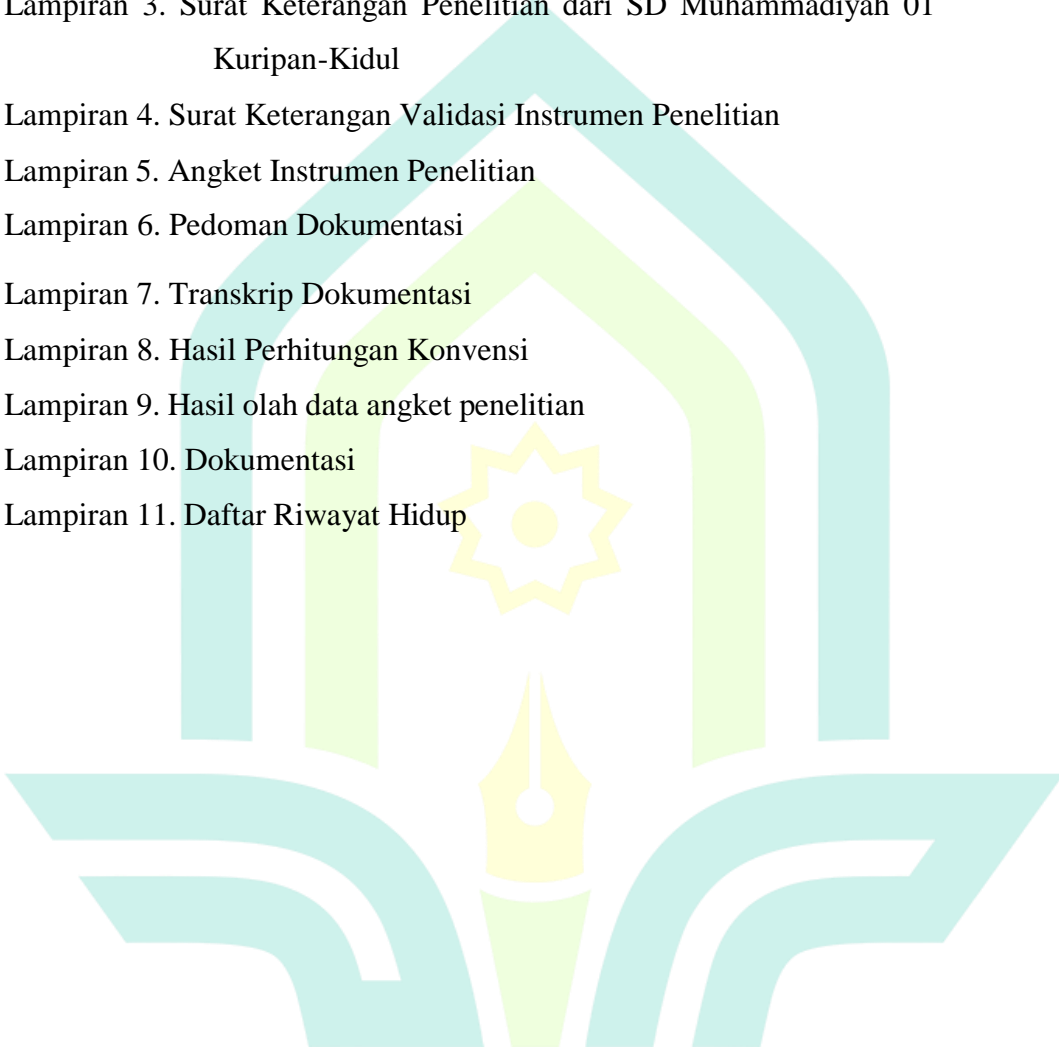 Lampiran 3. Surat Keterangan Penelitian dari SD Muhammadiyah 01
Kuripan-Kidul
Lampiran 4. Surat Keterangan Validasi Instrumen Penelitian
Lampiran 5. Angket Instrumen Penelitian
Lampiran 6. Pedoman Dokumentasi
Lampiran 7. Transkrip Dokumentasi
Lampiran 8. Hasil Perhitungan Konvensi
Lampiran 9. Hasil olah data angket penelitian
Lampiran 10. Dokumentasi
Lampiran 11. Daftar Riwayat Hidup